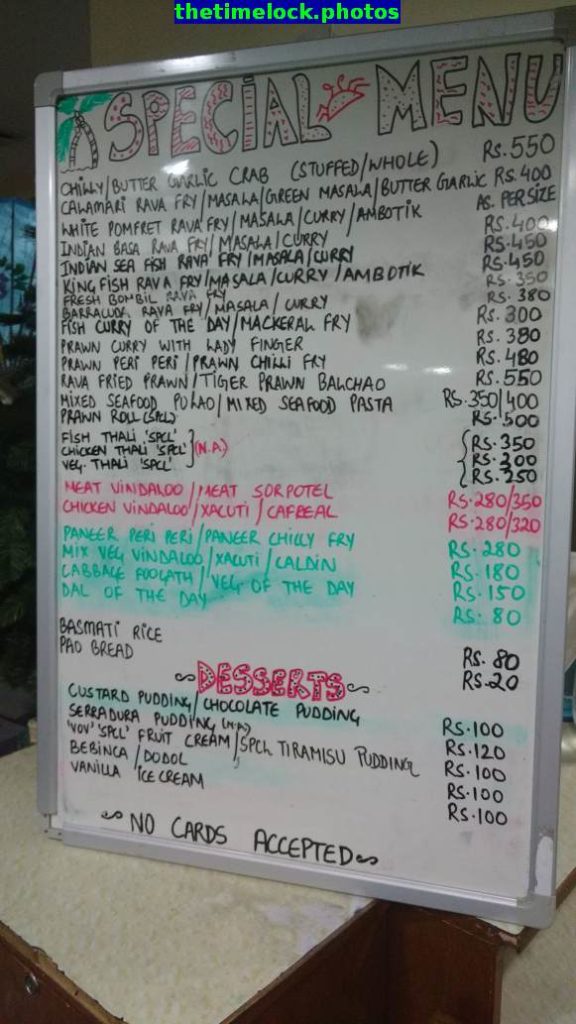 thetimelock.photos
SPECIAL MENU
CHILLY/BUTTER GARLIC CRAB (STUFFED/WHOLE) RS.550
CALAMARI RAVA FRY/MASALA/GREEN MASALA/BUTTER GARLIC RS.400
WHITE POMFRET RAVA FRY/MASALA/CURRY/AMBOTIK AS. PER SIZE
INDIAN BASA RAVA FRY/MASALA/CURRY RS.400
INDIAN SEA FISH RAVA FRY/MASALA/CURRY RS.450
KING FISH RAVA FRY/MASALA/CURRY/AMBOTIK RS.450
FRESH BOMBIL RAVA FRY RS.350
BARRACUDA RAVA FRY/MASALA/CURRY RS.380
FISH CURRY OF THE DAY/MACKERAL FRY RS.300
PRAWN CURRY WITH LADY FINGER RS.380
PRAWN PERI PERI/PRAWN CHILLI FRY RS.480
RAVA FRIED PRAWN/TIGER PRAWN BALCHAO RS.550
MIXED SEAFOOD PULAO/MIXED SEAFOOD PASTA RS.350/400
PRAWN ROLL (SPCL) RS.500
FISH THALI 'SPCL' RS.350
CHICKEN THALI 'SPCL' (N.A.) RS.300
VEG. THALI 'SPCL' RS.250
MEAT VINDALOO/MEAT SORPOTEL RS.280/350
CHICKEN VINDALOO/XACUTI/CAFREAL RS.280/320
PANEER PERI PERI/PANEER CHILLY FRY RS.280
MIX VEG VINDALOO/XACUTI/CALDIN RS.180
CABBAGE FOOGATH/VEG OF THE DAY RS.150
DAL OF THE DAY RS.80
BASMATI RICE RS.80
PAO BREAD RS.20
DESSERTS
CUSTARD PUDDING/CHOCOLATE PUDDING RS.100
SERRADURA PUDDING (N.A) RS.120
'VOV' 'SPCL' FRUIT CREAM/SPCL TIRAMISU PUDDING RS.100
BEBINCA/DODOL RS.100
VANILLA ICE CREAM RS.100
NO CARDS ACCEPTED